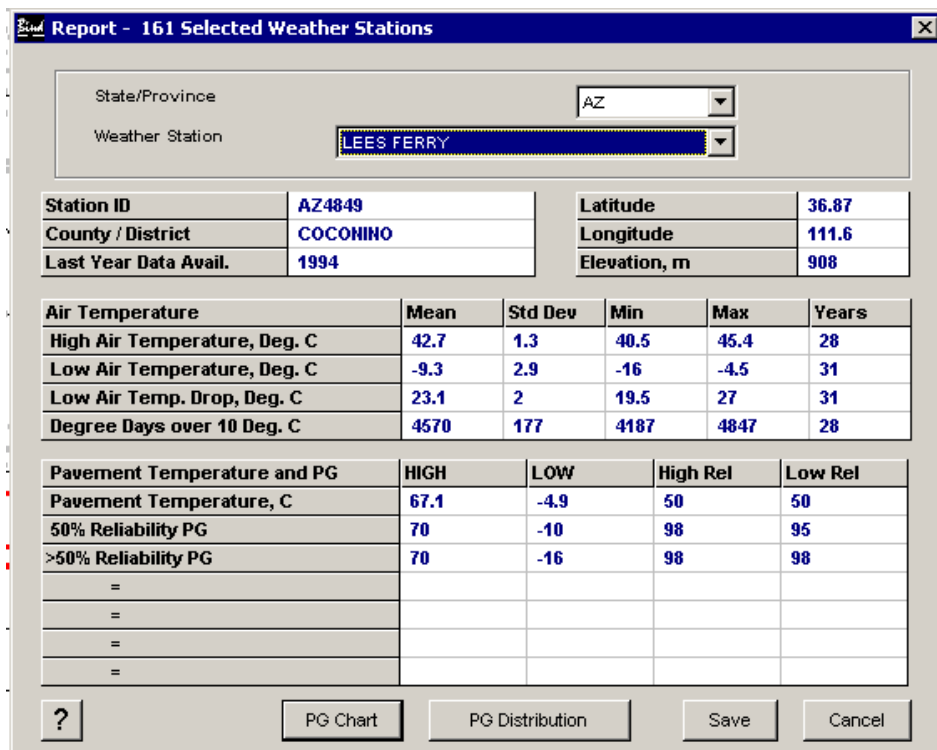 Bind Report - 161 Selected Weather Stations
State/Province AZ
Weather Station LEES FERRY
Station ID AZ4849 Latitude 36.87
County / District COCONINO Longitude 111.6
Last Year Data Avail. 1994 Elevation, m 908
Air Temperature Mean Std Dev Min Max Years
High Air Temperature, Deg. C 42.7 1.3 40.5 45.4 28
Low Air Temperature, Deg. C -9.3 2.9 -16 -4.5 31
Low Air Temp. Drop, Deg. C 23.1 2 19.5 27 31
Degree Days over 10 Deg. C 4570 177 4187 4847 28
Pavement Temperature and PG HIGH LOW High Rel Low Rel
Pavement Temperature, C 67.1 -4.9 50 50
50% Reliability PG 70 -10 98 95
>50% Reliability PG 70 -16 98 98
=
=
=
=
? PG Chart PG Distribution Save Cancel